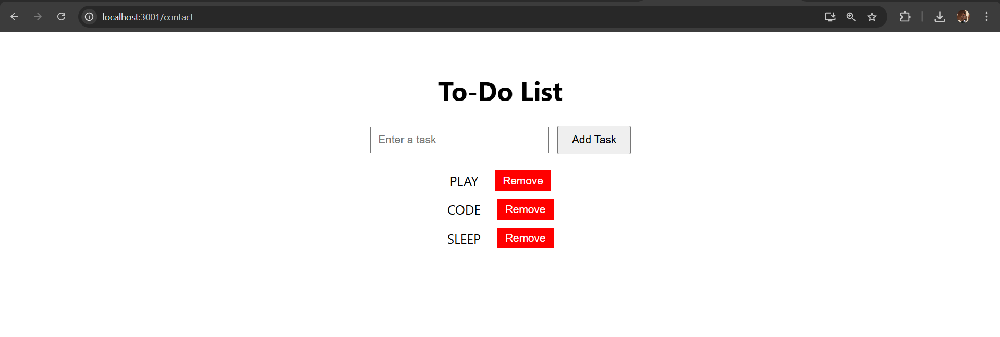 localhost:3001/contact
To-Do List
Enter a task Add Task
PLAY Remove
CODE Remove
SLEEP Remove